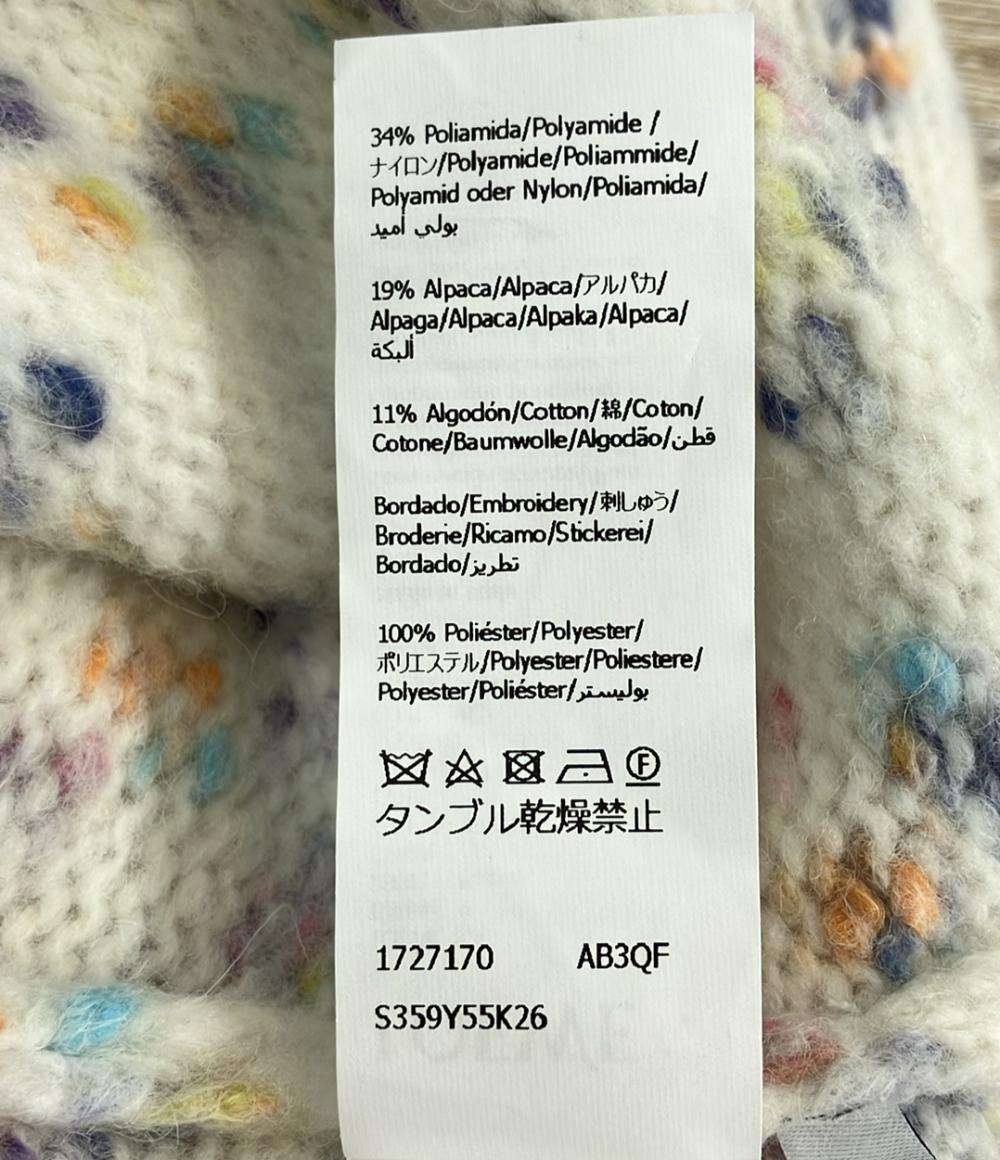 34% Poliamida/Polyamide /
ナイロン/Polyamide/Poliammide/
Polyamid oder Nylon/Poliamida/
بولي أميد
19% Alpaca/Alpaca/アルパカ/
Alpaga/Alpaca/Alpaka/Alpaca/
ألبكة
11% Algodón/Cotton/綿/Coton/
Cotone/Baumwolle/Algodão/قطن
Bordado/Embroidery/刺しゅう/
Broderie/Ricamo/Stickerei/
Bordado/تطريز
100% Poliéster/Polyester/
ポリエステル/Polyester/Poliestere/
Polyester/Poliéster/بوليستر
F
タンブル乾燥禁止
1727170 AB3QF
S359Y55K26